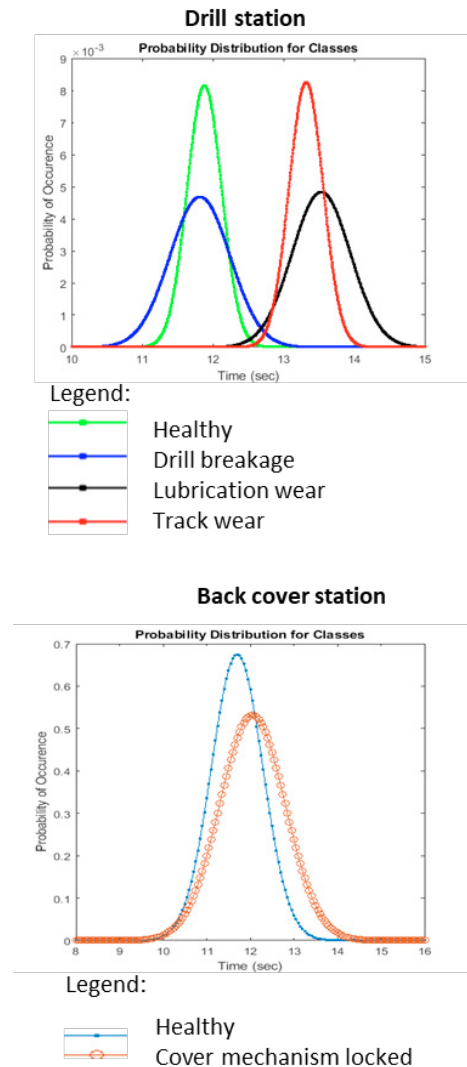 Drill station
Probability Distribution for Classes
×10⁻³
9
8
7
6
5
4
3
2
1
0
Probability of Occurence
10 11 12 13 14 15
Time (sec)
Legend:
Healthy
Drill breakage
Lubrication wear
Track wear
Back cover station
Probability Distribution for Classes
0.7
0.6
0.5
0.4
0.3
0.2
0.1
0
Probability of Occurence
8 9 10 11 12 13 14 15 16
Time (sec)
Legend:
Healthy
Cover mechanism locked